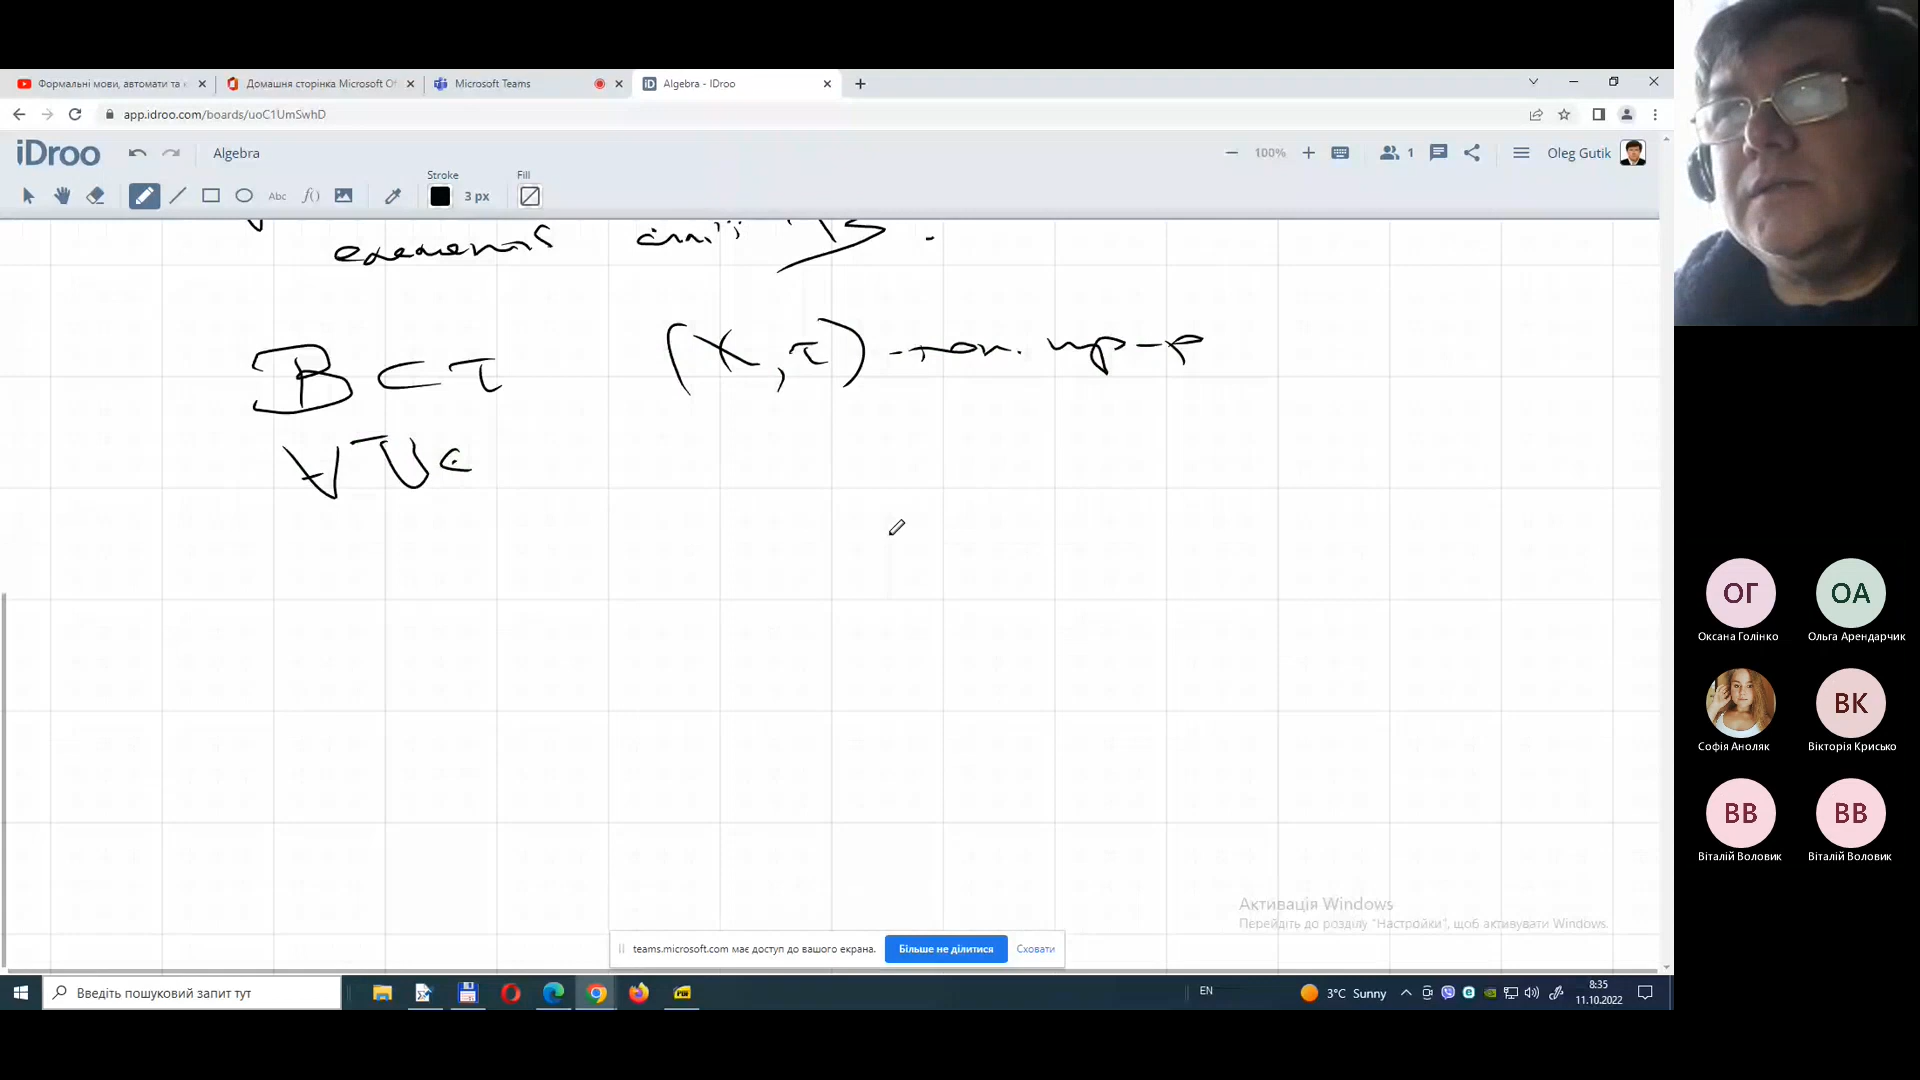 Формальні мови, автомати та
Домашня сторінка Microsoft Of
Microsoft Teams
Algebra - IDroo
app.idroo.com/boards/uoC1UmSwhD
iDroo
Algebra
100%
1
Oleg Gutik
Abc
f()
Stroke
3 px
Fill
елементів сім'ї B.
B ⊂ τ
(X, τ) - топ. пр-р
∀ U ∈
ОГ
ОА
Оксана Голінко
Ольга Арендарчик
ВК
Софія Аноляк
Вікторія Крисько
ВВ
ВВ
Віталій Воловик
Віталій Воловик
Активація Windows
Перейдіть до розділу "Настройки", щоб активувати Windows.
teams.microsoft.com має доступ до вашого екрана.
Більше не ділитися
Сховати
Введіть пошуковий запит тут
EN
3°C Sunny
8:35
11.10.2022